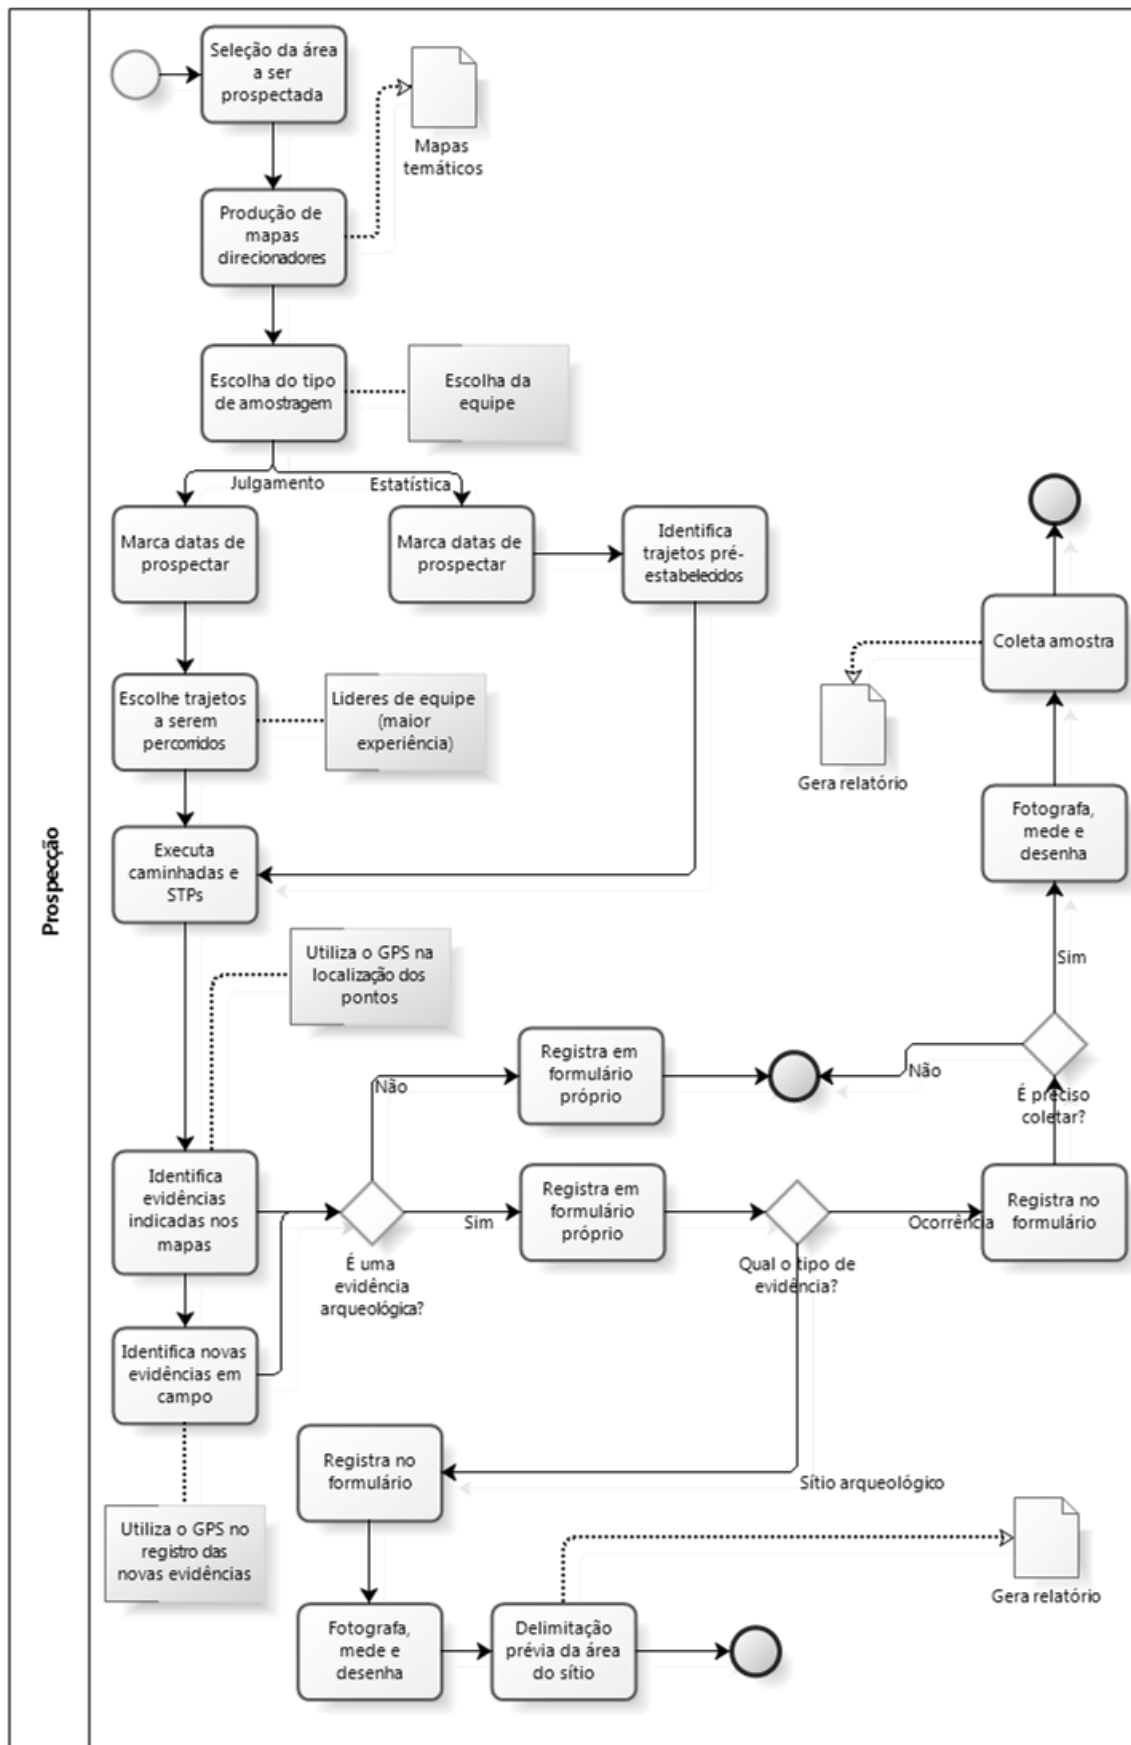 Prospecção
Seleção da área
a ser
prospectada
Mapas
temáticos
Produção de
mapas
direcionadores
Escolha do tipo
de amostragem
Escolha da
equipe
Julgamento
Estatística
Marca datas de
prospectar
Marca datas de
prospectar
Identifica
trajetos pré-
estabelecidos
Escolhe trajetos
a serem
percorridos
Lideres de equipe
(maior
experiência)
Coleta amostra
Gera relatório
Fotografa,
mede e
desenha
Executa
caminhadas e
STPs
Utiliza o GPS na
localização dos
pontos
Sim
Registra em
formulário
próprio
Não
Não
É preciso
coletar?
Identifica
evidências
indicadas nos
mapas
É uma
evidência
arqueológica?
Sim
Registra em
formulário
próprio
Qual o tipo de
evidência?
Ocorrência
Registra no
formulário
Identifica novas
evidências em
campo
Registra no
formulário
Sítio arqueológico
Utiliza o GPS no
registro das
novas evidências
Gera relatório
Fotografa,
mede e
desenha
Delimitação
prévia da área
do sítio